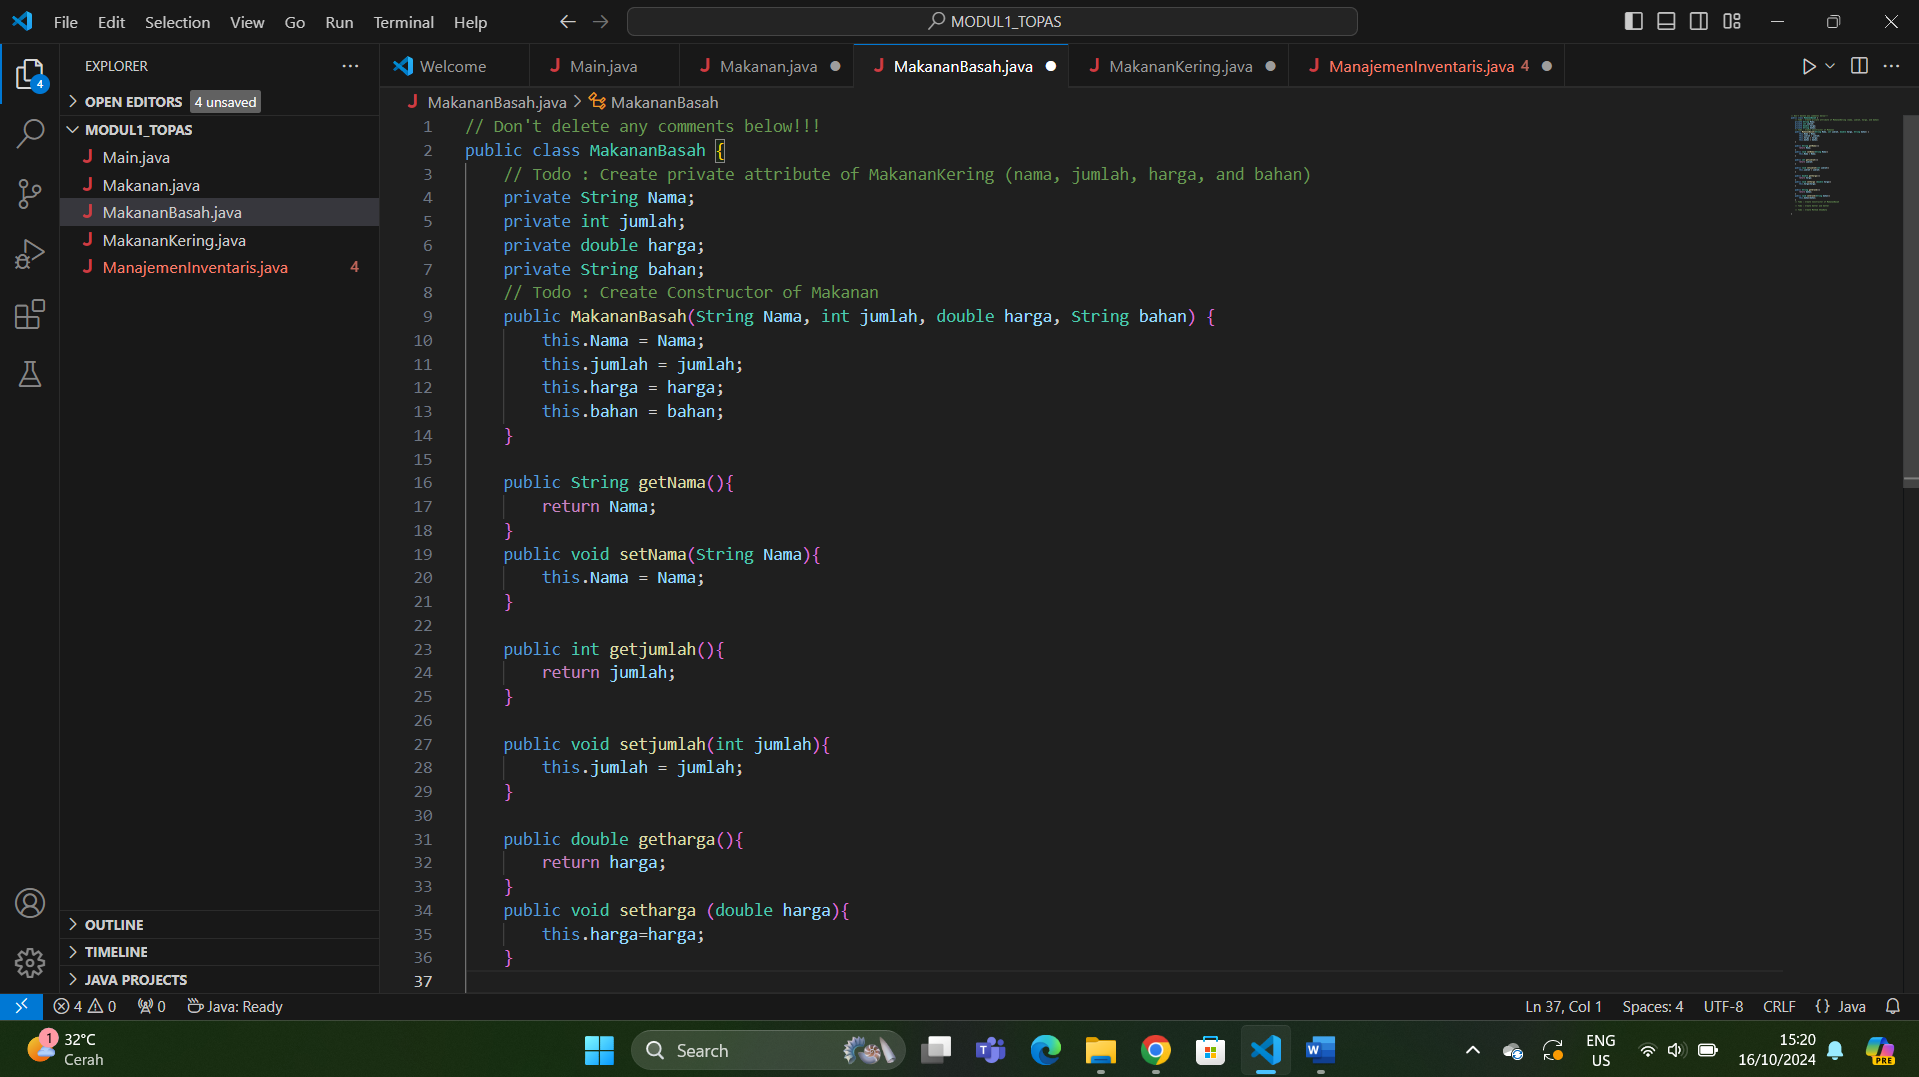 File Edit Selection View Go Run Terminal Help
MODUL1_TOPAS
EXPLORER
OPEN EDITORS 4 unsaved
MODUL1_TOPAS
Main.java
Makanan.java
MakananBasah.java
MakananKering.java
ManajemenInventaris.java 4
OUTLINE
TIMELINE
JAVA PROJECTS
4
Welcome Main.java Makanan.java MakananBasah.java MakananKering.java ManajemenInventaris.java 4
MakananBasah.java > MakananBasah
1 // Don't delete any comments below!!!
2 public class MakananBasah {
3 // Todo : Create private attribute of MakananKering (nama, jumlah, harga, and bahan)
4 private String Nama;
5 private int jumlah;
6 private double harga;
7 private String bahan;
8 // Todo : Create Constructor of Makanan
9 public MakananBasah(String Nama, int jumlah, double harga, String bahan) {
10 this.Nama = Nama;
11 this.jumlah = jumlah;
12 this.harga = harga;
13 this.bahan = bahan;
14 }
15
16 public String getNama(){
17 return Nama;
18 }
19 public void setNama(String Nama){
20 this.Nama = Nama;
21 }
22
23 public int getjumlah(){
24 return jumlah;
25 }
26
27 public void setjumlah(int jumlah){
28 this.jumlah = jumlah;
29 }
30
31 public double getharga(){
32 return harga;
33 }
34 public void setharga (double harga){
35 this.harga=harga;
36 }
37
4 0 0 Java: Ready Ln 37, Col 1 Spaces: 4 UTF-8 CRLF {} Java
1 32°C
Cerah
Search
ENG
US
15:20
16/10/2024
PRE